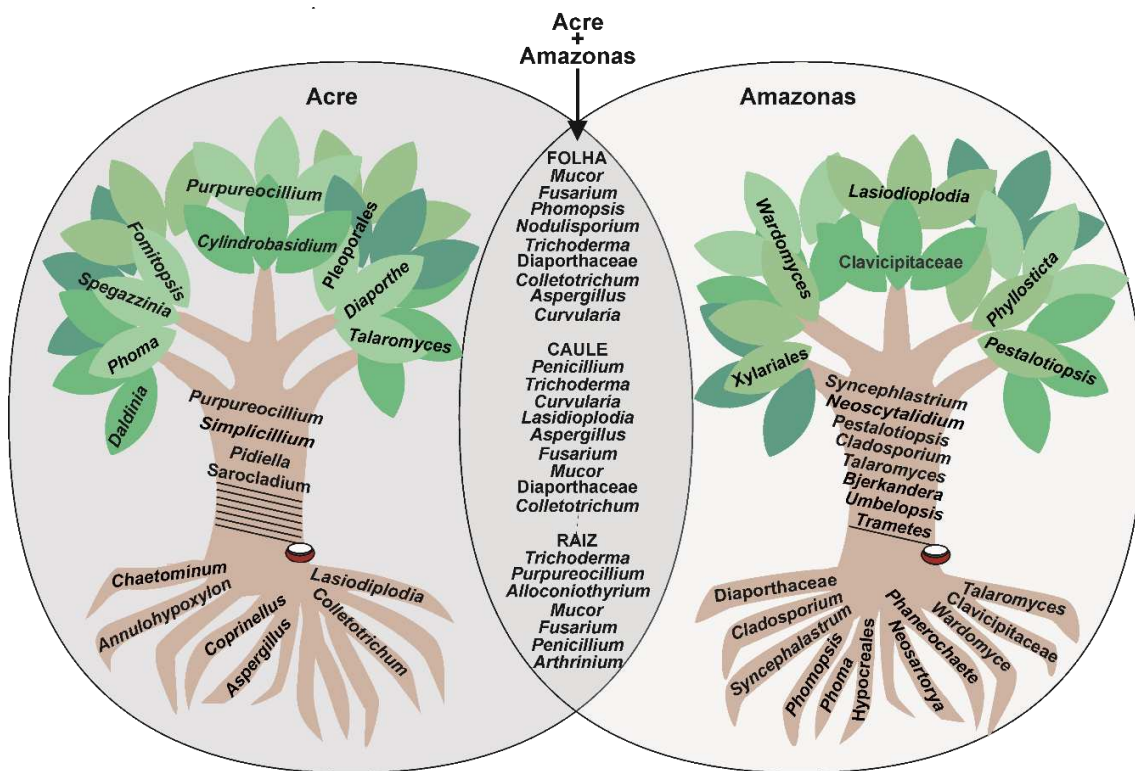 Acre
+
Amazonas
Acre
Purpureocillium
Cylindrobasidium
Pleoporales
Fomitopsis
Spegazzinia
Diaporthe
Phoma
Talaromyces
Daldinia
Purpureocillium
Simplicillium
Pidiella
Sarocladium
Chaetominum
Annulohypoxylon
Coprinellus
Aspergillus
Lasiodiplodia
Colletotrichum
FOLHA
Mucor
Fusarium
Phomopsis
Nodulisporium
Trichoderma
Diaporthaceae
Colletotrichum
Aspergillus
Curvularia
CAULE
Penicillium
Trichoderma
Curvularia
Lasidioplodia
Aspergillus
Fusarium
Mucor
Diaporthaceae
Colletotrichum
RAIZ
Trichoderma
Purpureocillium
Alloconiothyrium
Mucor
Fusarium
Penicillium
Arthrinium
Amazonas
Lasiodioplodia
Wardomyces
Clavicipitaceae
Phyllosticta
Xylariales
Pestalotiopsis
Syncephlastrium
Neoscytalidium
Pestalotiopsis
Cladosporium
Talaromyces
Bjerkandera
Umbelopsis
Trametes
Diaporthaceae
Cladosporium
Syncephalastrum
Phomopsis
Phoma
Hypocreales
Neosartorya
Phanerochaete
Wardomyce
Clavicipitaceae
Talaromyces